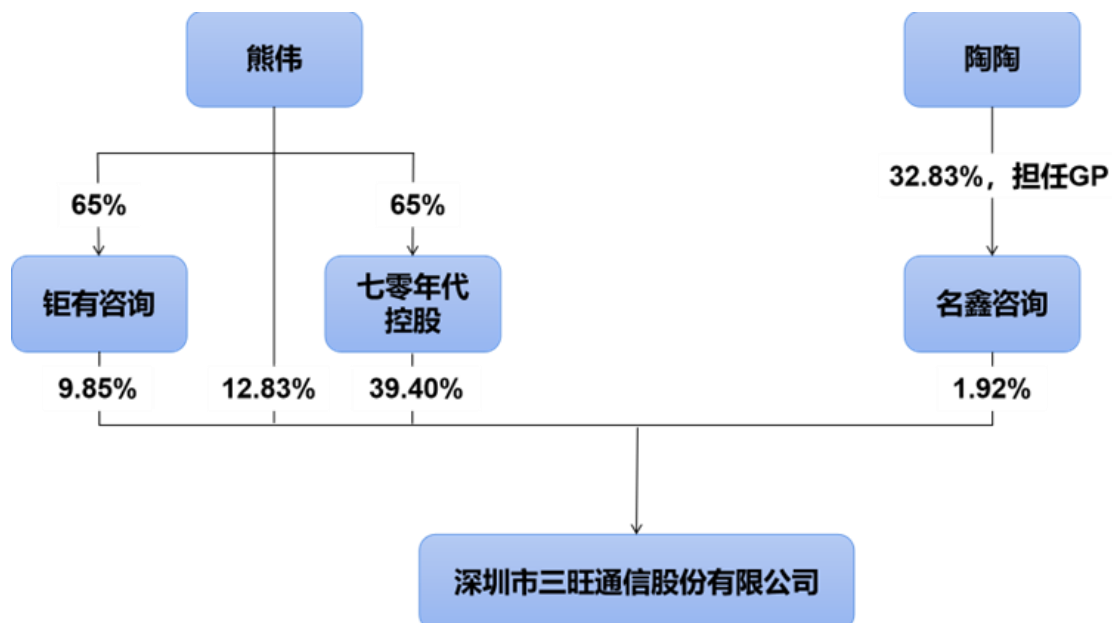 熊伟
陶陶
32.83%，担任GP
65%
65%
钜有咨询
七零年代
控股
名鑫咨询
9.85%
12.83%
39.40%
1.92%
深圳市三旺通信股份有限公司